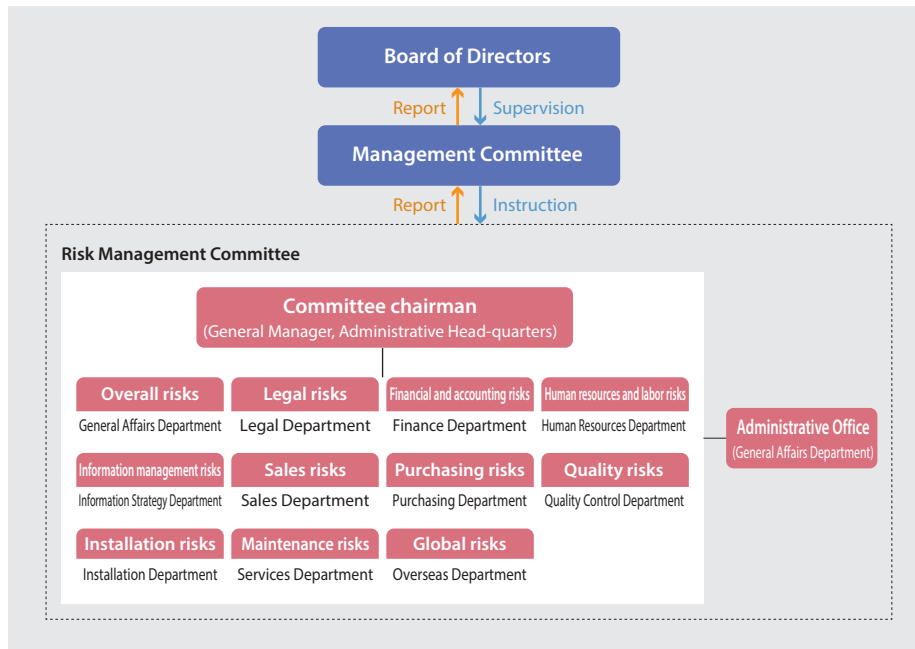 Board of Directors
Report
Supervision
Management Committee
Report
Instruction
Risk Management Committee
Committee chairman
(General Manager, Administrative Head-quarters)
Overall risks
General Affairs Department
Legal risks
Legal Department
Financial and accounting risks
Finance Department
Human resources and labor risks
Human Resources Department
Information management risks
Information Strategy Department
Sales risks
Sales Department
Purchasing risks
Purchasing Department
Quality risks
Quality Control Department
Installation risks
Installation Department
Maintenance risks
Services Department
Global risks
Overseas Department
Administrative Office
(General Affairs Department)